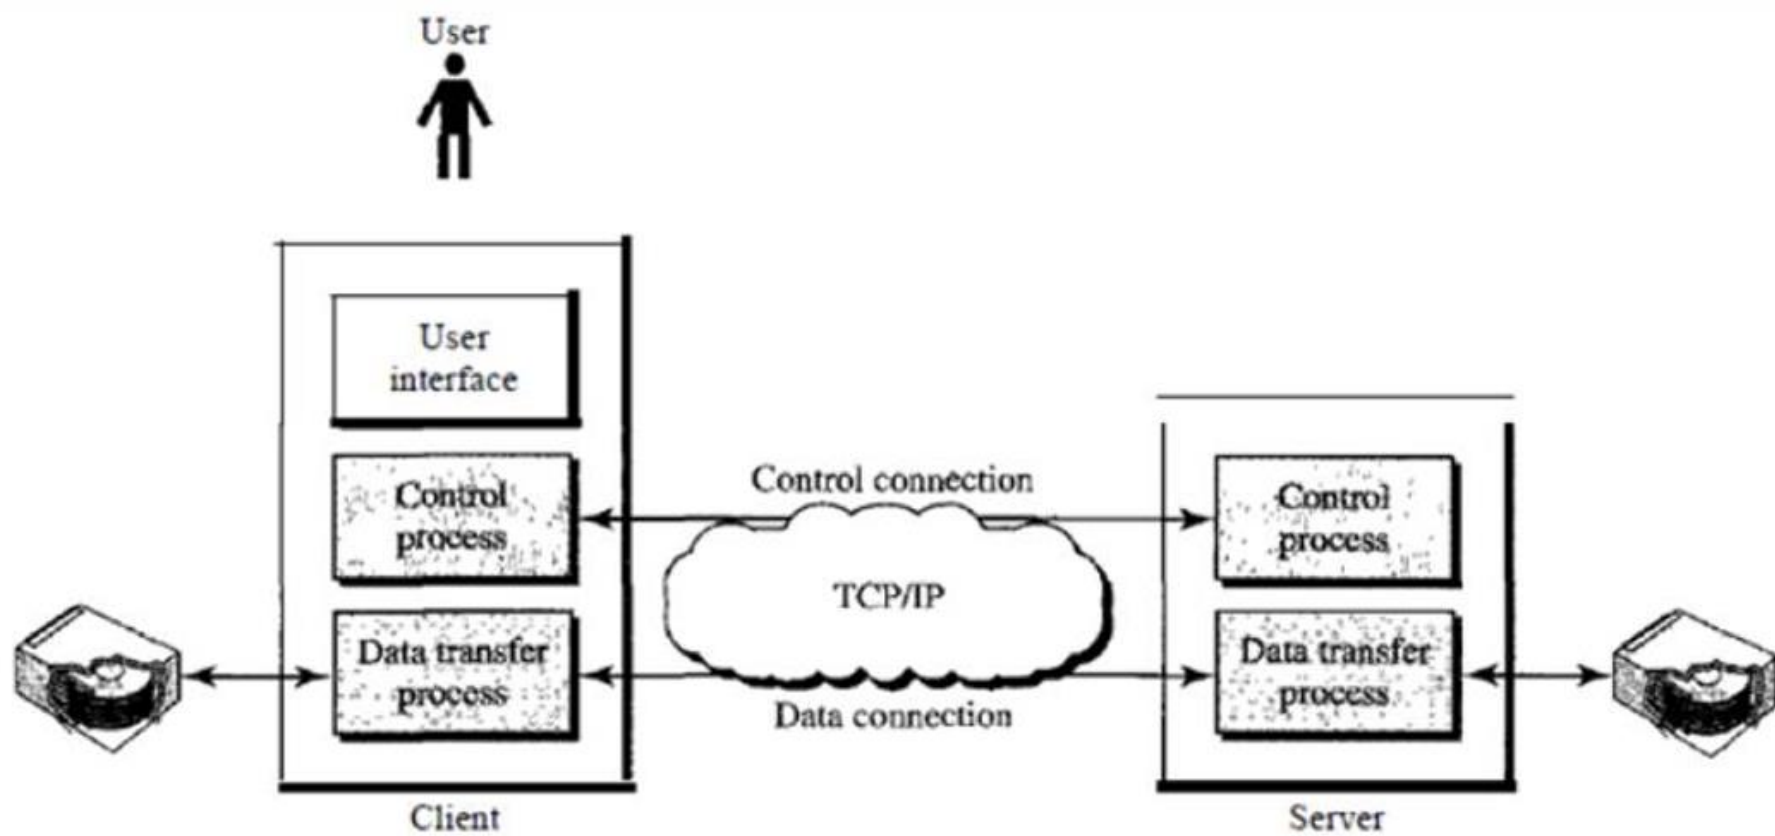 User
User
interface
Control
process
Data transfer
process
Client
Control connection
TCP/IP
Data connection
Control
process
Data transfer
process
Server